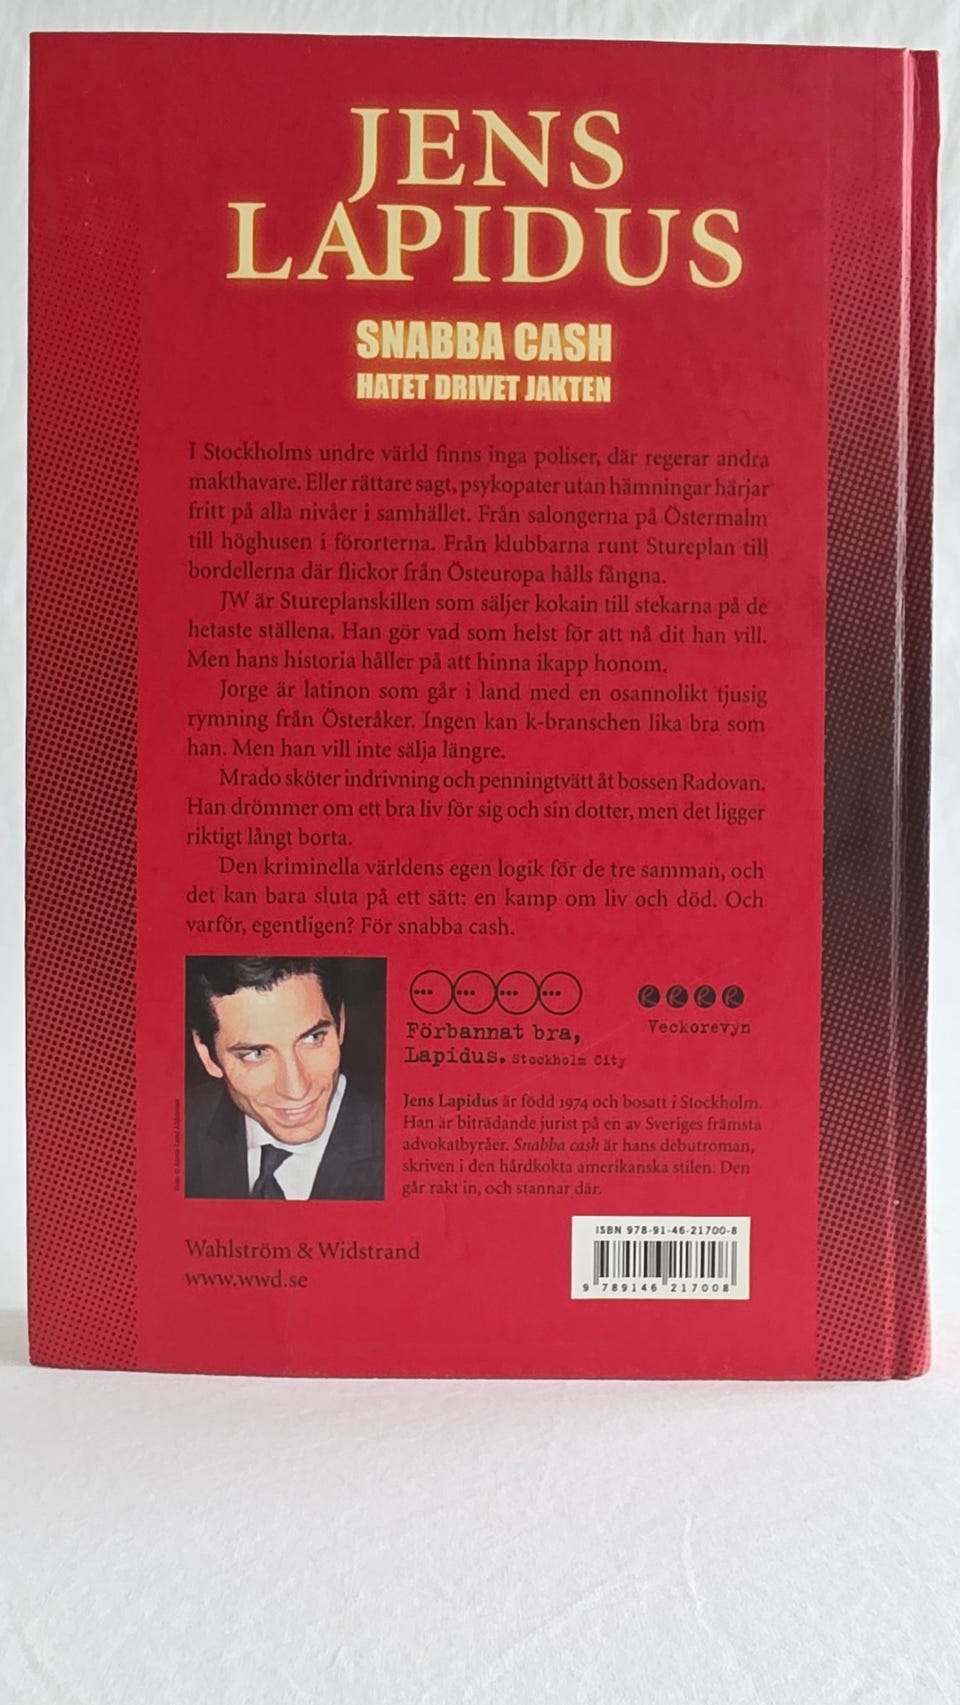 JENS
LAPIDUS
SNABBA CASH
HATET DRIVET JAKTEN
I Stockholms undre värld finns inga poliser, där regerar andra
makthavare. Eller rättare sagt, psykopater utan hämningar härjar
fritt på alla nivåer i samhället. Från salongerna på Östermalm
till höghusen i förorterna. Från klubbarna runt Stureplan till
bordellerna där flickor från Östeuropa hålls fångna.
JW är Stureplanskillen som säljer kokain till stekarna på de
hetaste ställena. Han gör vad som helst för att nå dit han vill.
Men hans historia håller på att hinna ikapp honom.
Jorge är latinon som går i land med en osannolikt tjusig
rymning från Österåker. Ingen kan k-branschen lika bra som
han. Men han vill inte sälja längre.
Mrado sköter indrivning och penningtvätt åt bossen Radovan.
Han drömmer om ett bra liv för sig och sin dotter, men det ligger
riktigt långt borta.
Den kriminella världens egen logik för de tre samman, och
det kan bara sluta på ett sätt: en kamp om liv och död. Och
varför, egentligen? För snabba cash.
Förbannat bra,
Lapidus. Stockholm City
R R R R
Veckorevyn
Jens Lapidus är född 1974 och bosatt i Stockholm.
Han är biträdande jurist på en av Sveriges främsta
advokatbyråer. Snabba cash är hans debutroman,
skriven i den hårdkokta amerikanska stilen. Den
går rakt in, och stannar där.
Wahlström & Widstrand
www.wwd.se
ISBN 978-91-46-21700-8
9 789146 217008